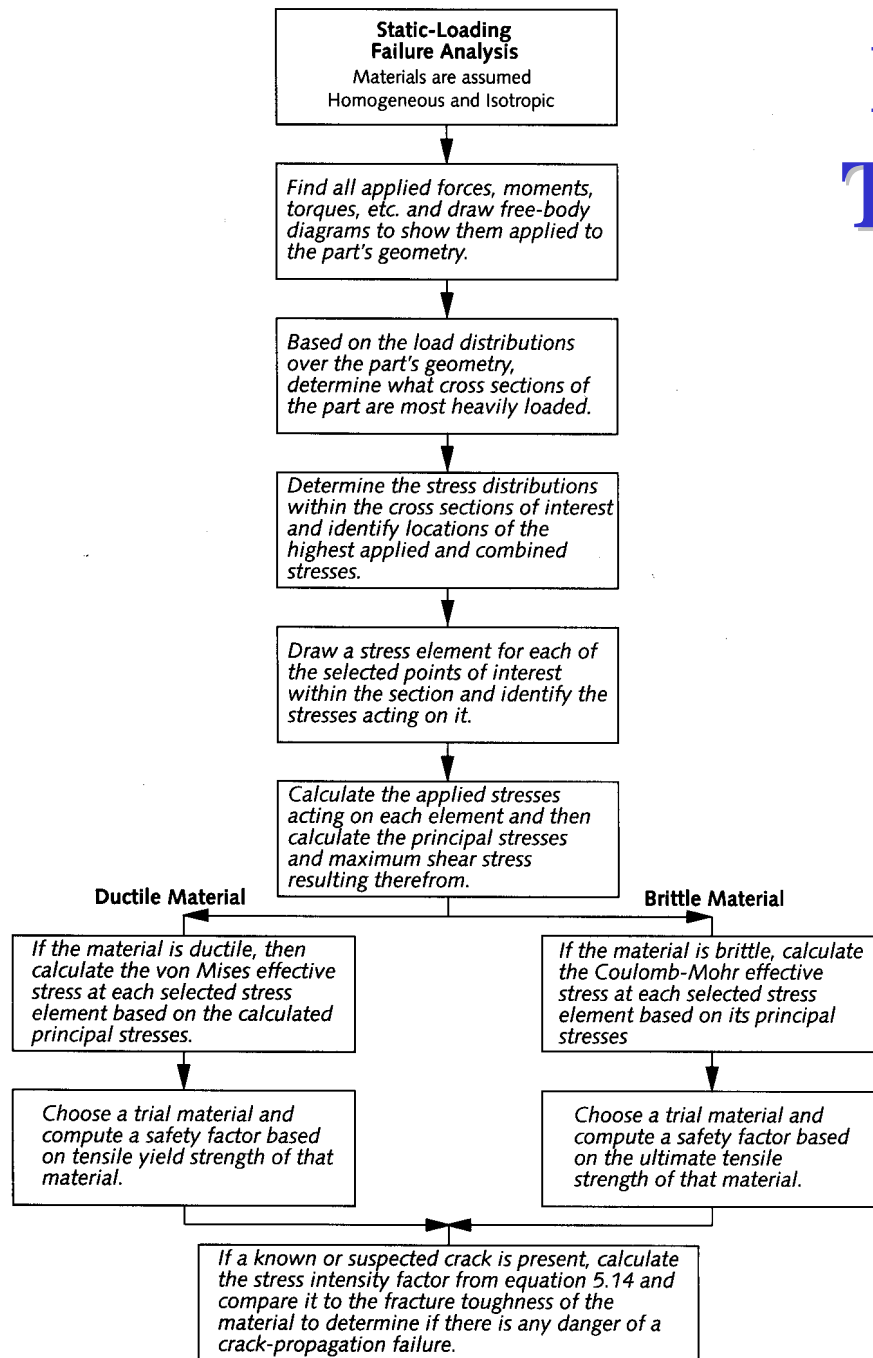 Static-Loading
Failure Analysis
Materials are assumed
Homogeneous and Isotropic
Find all applied forces, moments,
torques, etc. and draw free-body
diagrams to show them applied to
the part's geometry.
Based on the load distributions
over the part's geometry,
determine what cross sections of
the part are most heavily loaded.
Determine the stress distributions
within the cross sections of interest
and identify locations of the
highest applied and combined
stresses.
Draw a stress element for each of
the selected points of interest
within the section and identify the
stresses acting on it.
Calculate the applied stresses
acting on each element and then
calculate the principal stresses
and maximum shear stress
resulting therefrom.
Ductile Material
If the material is ductile, then
calculate the von Mises effective
stress at each selected stress
element based on the calculated
principal stresses.
Choose a trial material and
compute a safety factor based
on tensile yield strength of that
material.
Brittle Material
If the material is brittle, calculate
the Coulomb-Mohr effective
stress at each selected stress
element based on its principal
stresses
Choose a trial material and
compute a safety factor based
on the ultimate tensile
strength of that material.
If a known or suspected crack is present, calculate
the stress intensity factor from equation 5.14 and
compare it to the fracture toughness of the
material to determine if there is any danger of a
crack-propagation failure.